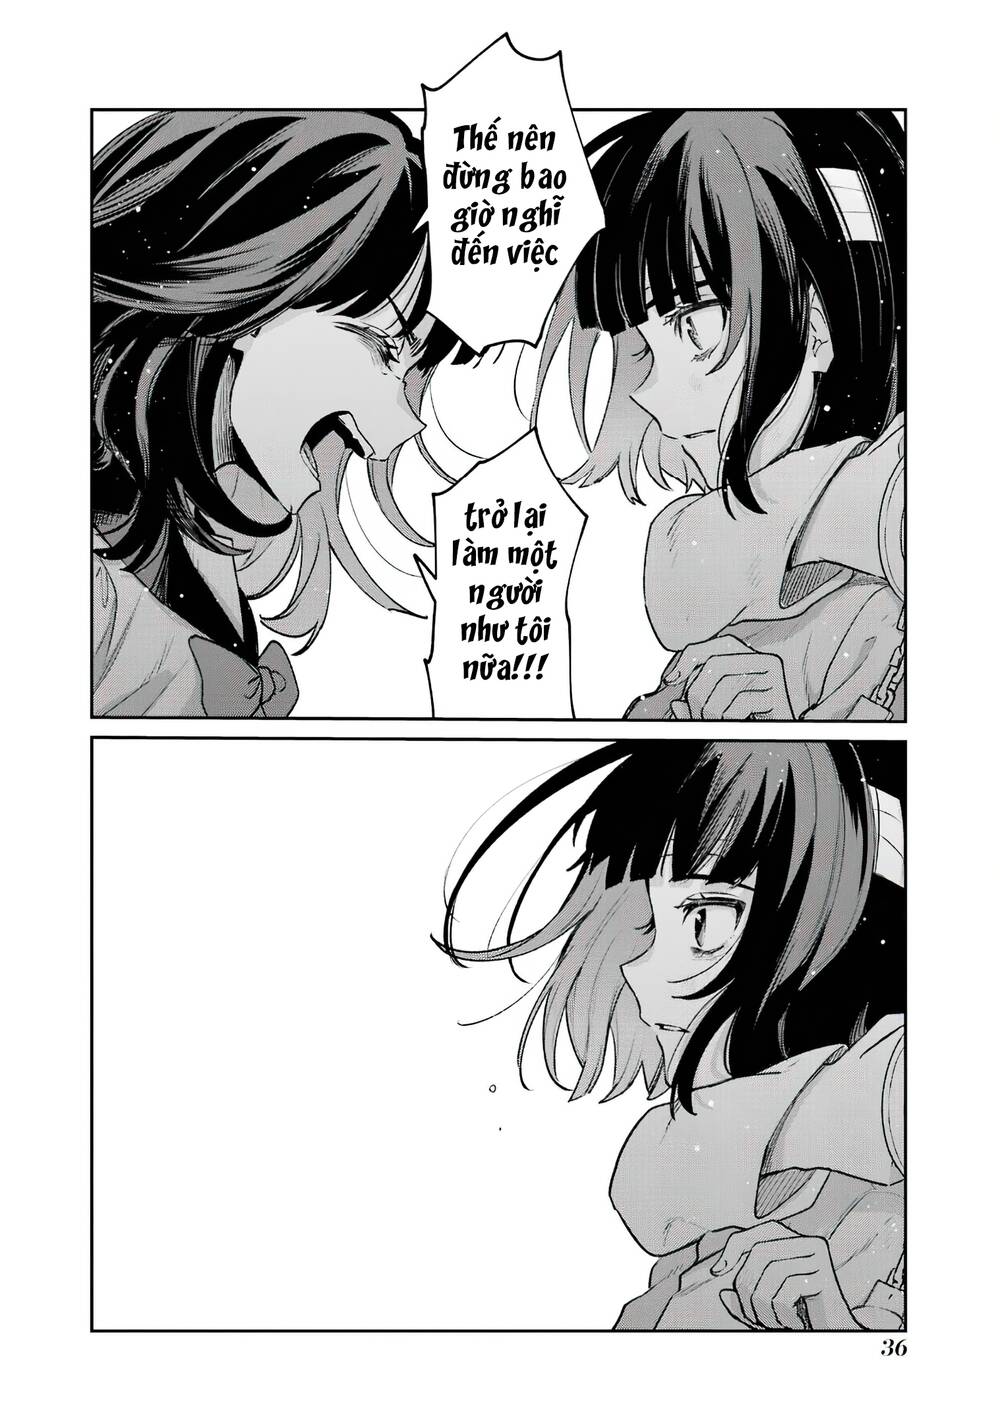 Thế nên
đừng bao
giờ nghĩ
đến việc
trở lại
làm một
người
như tôi
nữa!!!
36